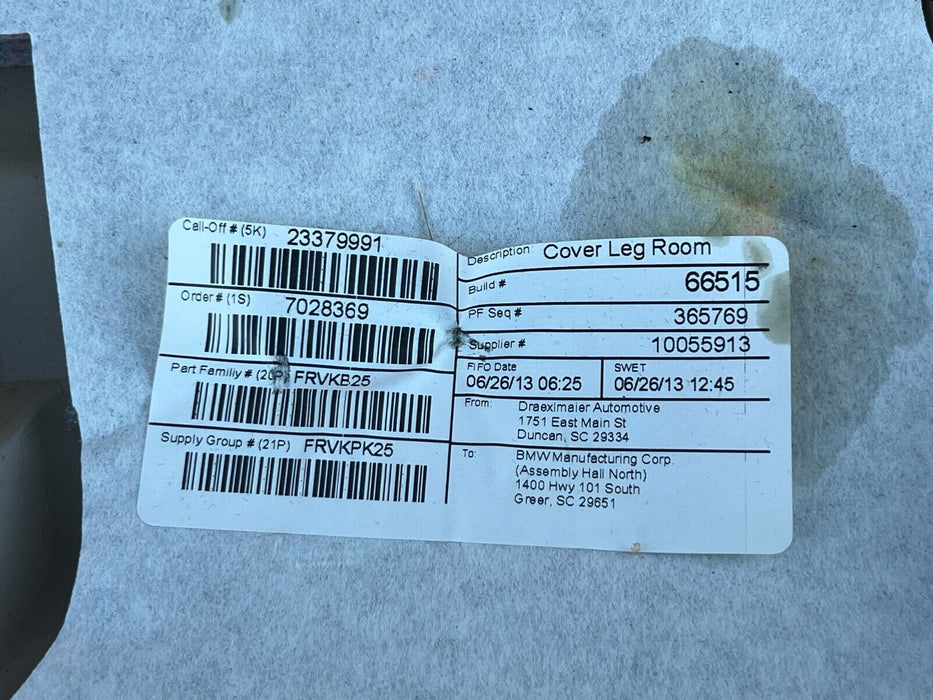 Call-Off # (5K) 23379991
Order # (1S) 7028369
Part Familiy # (20P) FRVKB25
Supply Group # (21P) FRVKPK25
Description: Cover Leg Room
Build # 66515
PF Seq # 365769
Supplier # 10055913
FIFO Date
06/26/13 06:25
SWET
06/26/13 12:45
From: Draexlmaier Automotive
1751 East Main St
Duncan, SC 29334
To: BMW Manufacturing Corp.
(Assembly Hall North)
1400 Hwy 101 South
Greer, SC 29651